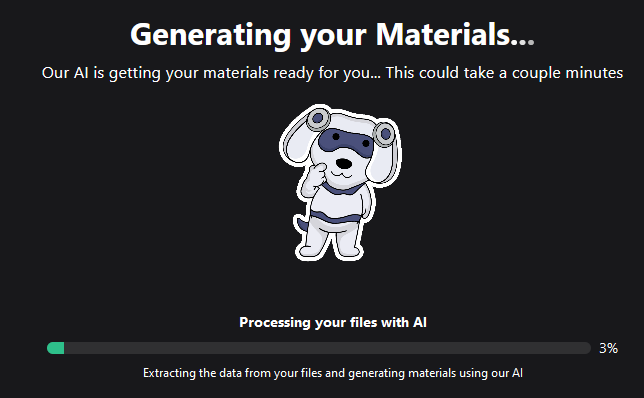 Generating your Materials...
Our AI is getting your materials ready for you... This could take a couple minutes
Processing your files with AI
3%
Extracting the data from your files and generating materials using our AI